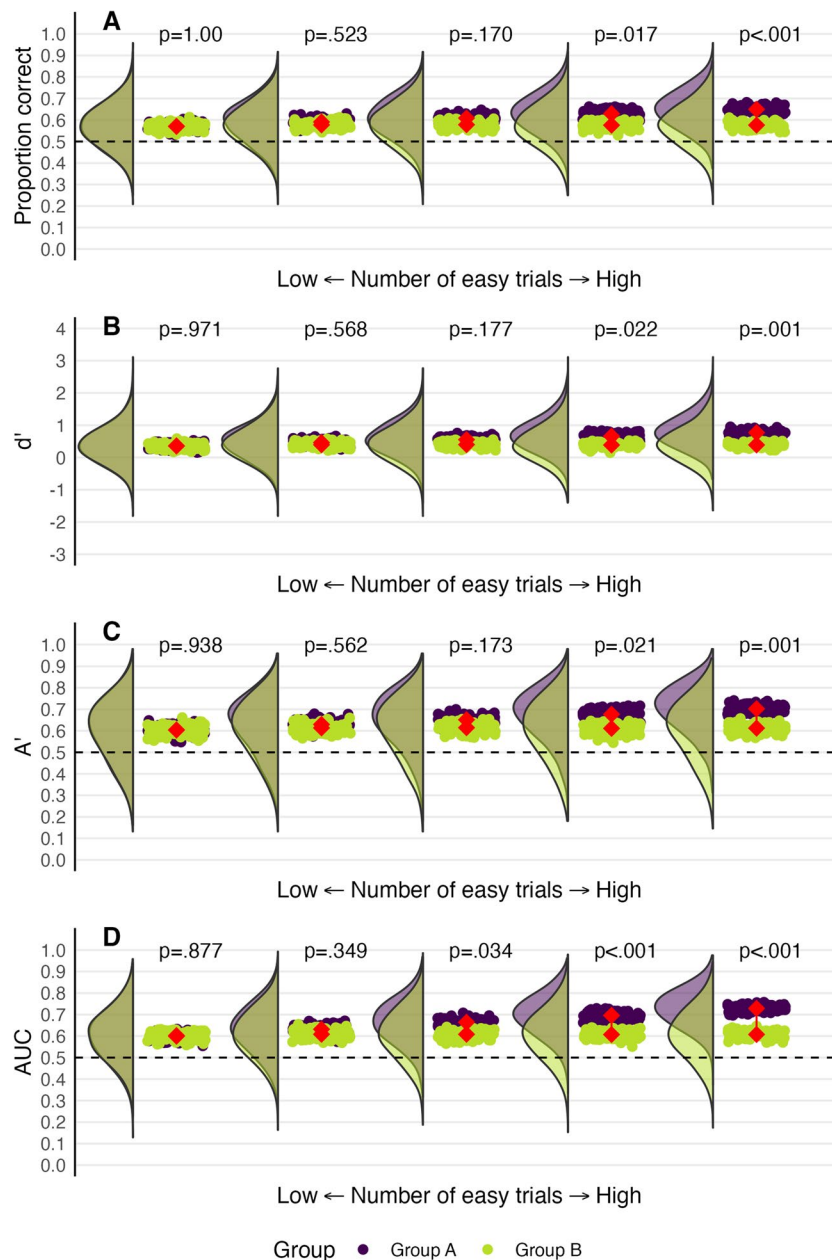 A
p=1.00 p=.523 p=.170 p=.017 p<.001
Proportion correct
1.0
0.9
0.8
0.7
0.6
0.5
0.4
0.3
0.2
0.1
0.0
Low ← Number of easy trials → High
B
p=.971 p=.568 p=.177 p=.022 p=.001
d'
4
3
2
1
0
-1
-2
-3
Low ← Number of easy trials → High
C
p=.938 p=.562 p=.173 p=.021 p=.001
A'
1.0
0.9
0.8
0.7
0.6
0.5
0.4
0.3
0.2
0.1
0.0
Low ← Number of easy trials → High
D
p=.877 p=.349 p=.034 p<.001 p<.001
AUC
1.0
0.9
0.8
0.7
0.6
0.5
0.4
0.3
0.2
0.1
0.0
Low ← Number of easy trials → High
Group Group A Group B